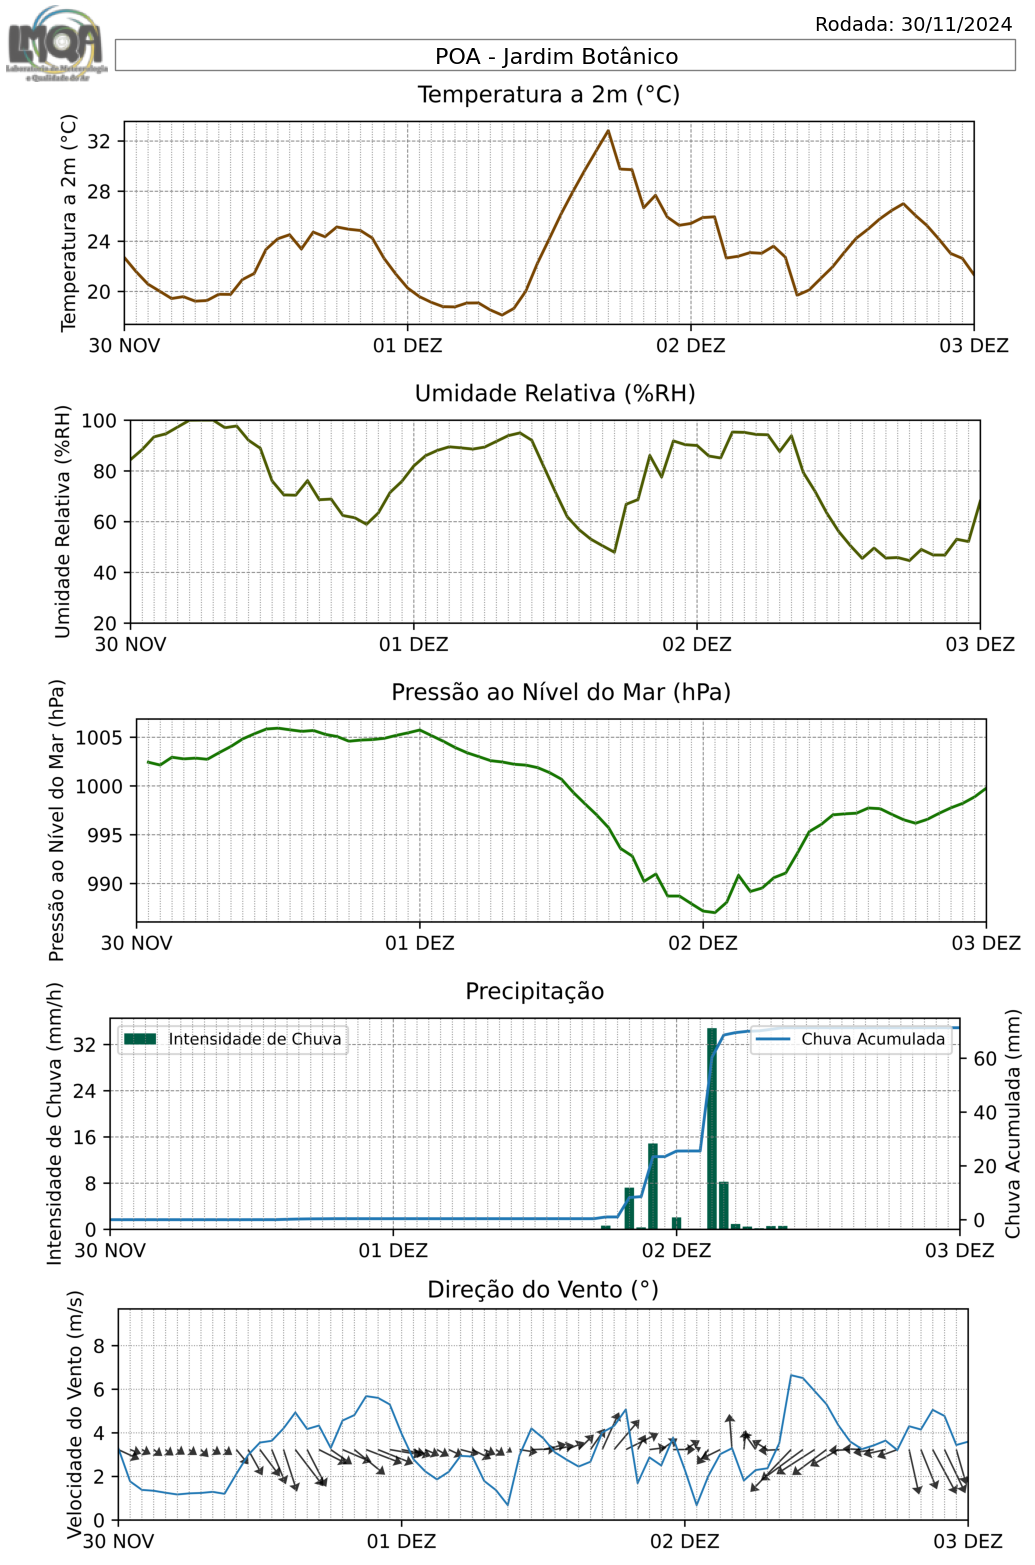 Rodada: 30/11/2024
LMQA
Laboratório de Meteorologia
e Qualidade do Ar
POA - Jardim Botânico
Temperatura a 2m (°C)
Temperatura a 2m (°C)
32
28
24
20
30 NOV 01 DEZ 02 DEZ 03 DEZ
Umidade Relativa (%RH)
Umidade Relativa (%RH)
100
80
60
40
20
30 NOV 01 DEZ 02 DEZ 03 DEZ
Pressão ao Nível do Mar (hPa)
Pressão ao Nível do Mar (hPa)
1005
1000
995
990
30 NOV 01 DEZ 02 DEZ 03 DEZ
Precipitação
Intensidade de Chuva (mm/h)
Intensidade de Chuva
Chuva Acumulada
Chuva Acumulada (mm)
32
24
16
8
0
60
40
20
0
30 NOV 01 DEZ 02 DEZ 03 DEZ
Direção do Vento (°)
Velocidade do Vento (m/s)
8
6
4
2
0
30 NOV 01 DEZ 02 DEZ 03 DEZ